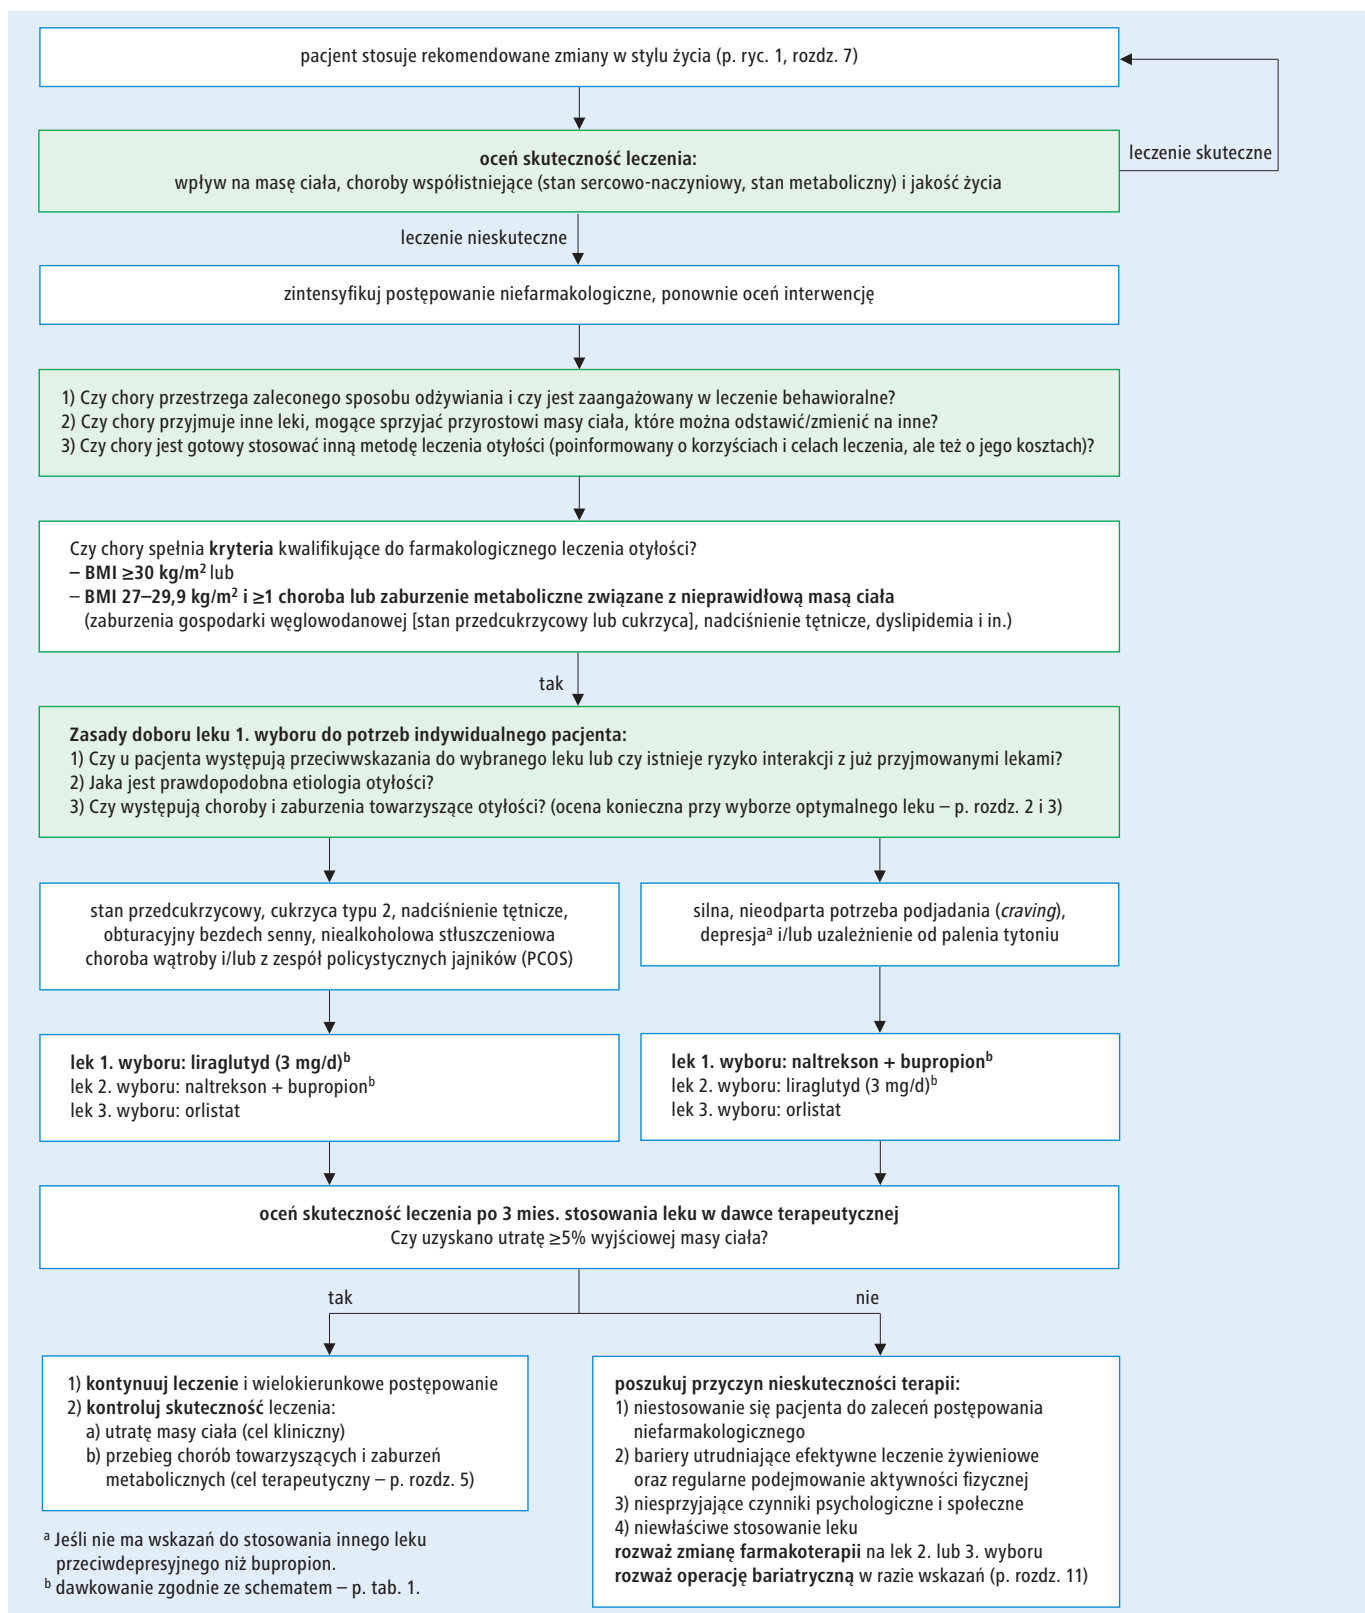 pacjent stosuje rekomendowane zmiany w stylu życia (p. ryc. 1, rozdz. 7)
oceń skuteczność leczenia:
wpływ na masę ciała, choroby współistniejące (stan sercowo-naczyniowy, stan metaboliczny) i jakość życia
leczenie skuteczne
leczenie nieskuteczne
zintensyfikuj postępowanie niefarmakologiczne, ponownie oceń interwencję
1) Czy chory przestrzega zaleconego sposobu odżywiania i czy jest zaangażowany w leczenie behawioralne?
2) Czy chory przyjmuje inne leki, mogące sprzyjać przyrostowi masy ciała, które można odstawić/zmienić na inne?
3) Czy chory jest gotowy stosować inną metodę leczenia otyłości (poinformowany o korzyściach i celach leczenia, ale też o jego kosztach)?
Czy chory spełnia kryteria kwalifikujące do farmakologicznego leczenia otyłości?
– BMI ≥30 kg/m² lub
– BMI 27–29,9 kg/m² i ≥1 choroba lub zaburzenie metaboliczne związane z nieprawidłową masą ciała
(zaburzenia gospodarki węglowodanowej [stan przedcukrzycowy lub cukrzyca], nadciśnienie tętnicze, dyslipidemia i in.)
tak
Zasady doboru leku 1. wyboru do potrzeb indywidualnego pacjenta:
1) Czy u pacjenta występują przeciwwskazania do wybranego leku lub czy istnieje ryzyko interakcji z już przyjmowanymi lekami?
2) Jaka jest prawdopodobna etiologia otyłości?
3) Czy występują choroby i zaburzenia towarzyszące otyłości? (ocena konieczna przy wyborze optymalnego leku – p. rozdz. 2 i 3)
stan przedcukrzycowy, cukrzyca typu 2, nadciśnienie tętnicze,
obturacyjny bezdech senny, niealkoholowa stłuszczeniowa
choroba wątroby i/lub z zespół policystycznych jajników (PCOS)
silna, nieodparta potrzeba podjadania (craving),
depresjaᵃ i/lub uzależnienie od palenia tytoniu
lek 1. wyboru: liraglutyd (3 mg/d)ᵇ
lek 2. wyboru: naltrekson + bupropionᵇ
lek 3. wyboru: orlistat
lek 1. wyboru: naltrekson + bupropionᵇ
lek 2. wyboru: liraglutyd (3 mg/d)ᵇ
lek 3. wyboru: orlistat
oceń skuteczność leczenia po 3 mies. stosowania leku w dawce terapeutycznej
Czy uzyskano utratę ≥5% wyjściowej masy ciała?
tak
nie
1) kontynuuj leczenie i wielokierunkowe postępowanie
2) kontroluj skuteczność leczenia:
a) utratę masy ciała (cel kliniczny)
b) przebieg chorób towarzyszących i zaburzeń
metabolicznych (cel terapeutyczny – p. rozdz. 5)
poszukuj przyczyn nieskuteczności terapii:
1) niestosowanie się pacjenta do zaleceń postępowania
niefarmakologicznego
2) bariery utrudniające efektywne leczenie żywieniowe
oraz regularne podejmowanie aktywności fizycznej
3) niesprzyjające czynniki psychologiczne i społeczne
4) niewłaściwe stosowanie leku
rozważ zmianę farmakoterapii na lek 2. lub 3. wyboru
rozważ operację bariatryczną w razie wskazań (p. rozdz. 11)
ᵃ Jeśli nie ma wskazań do stosowania innego leku
przeciwdepresyjnego niż bupropion.
ᵇ dawkowanie zgodnie ze schematem – p. tab. 1.